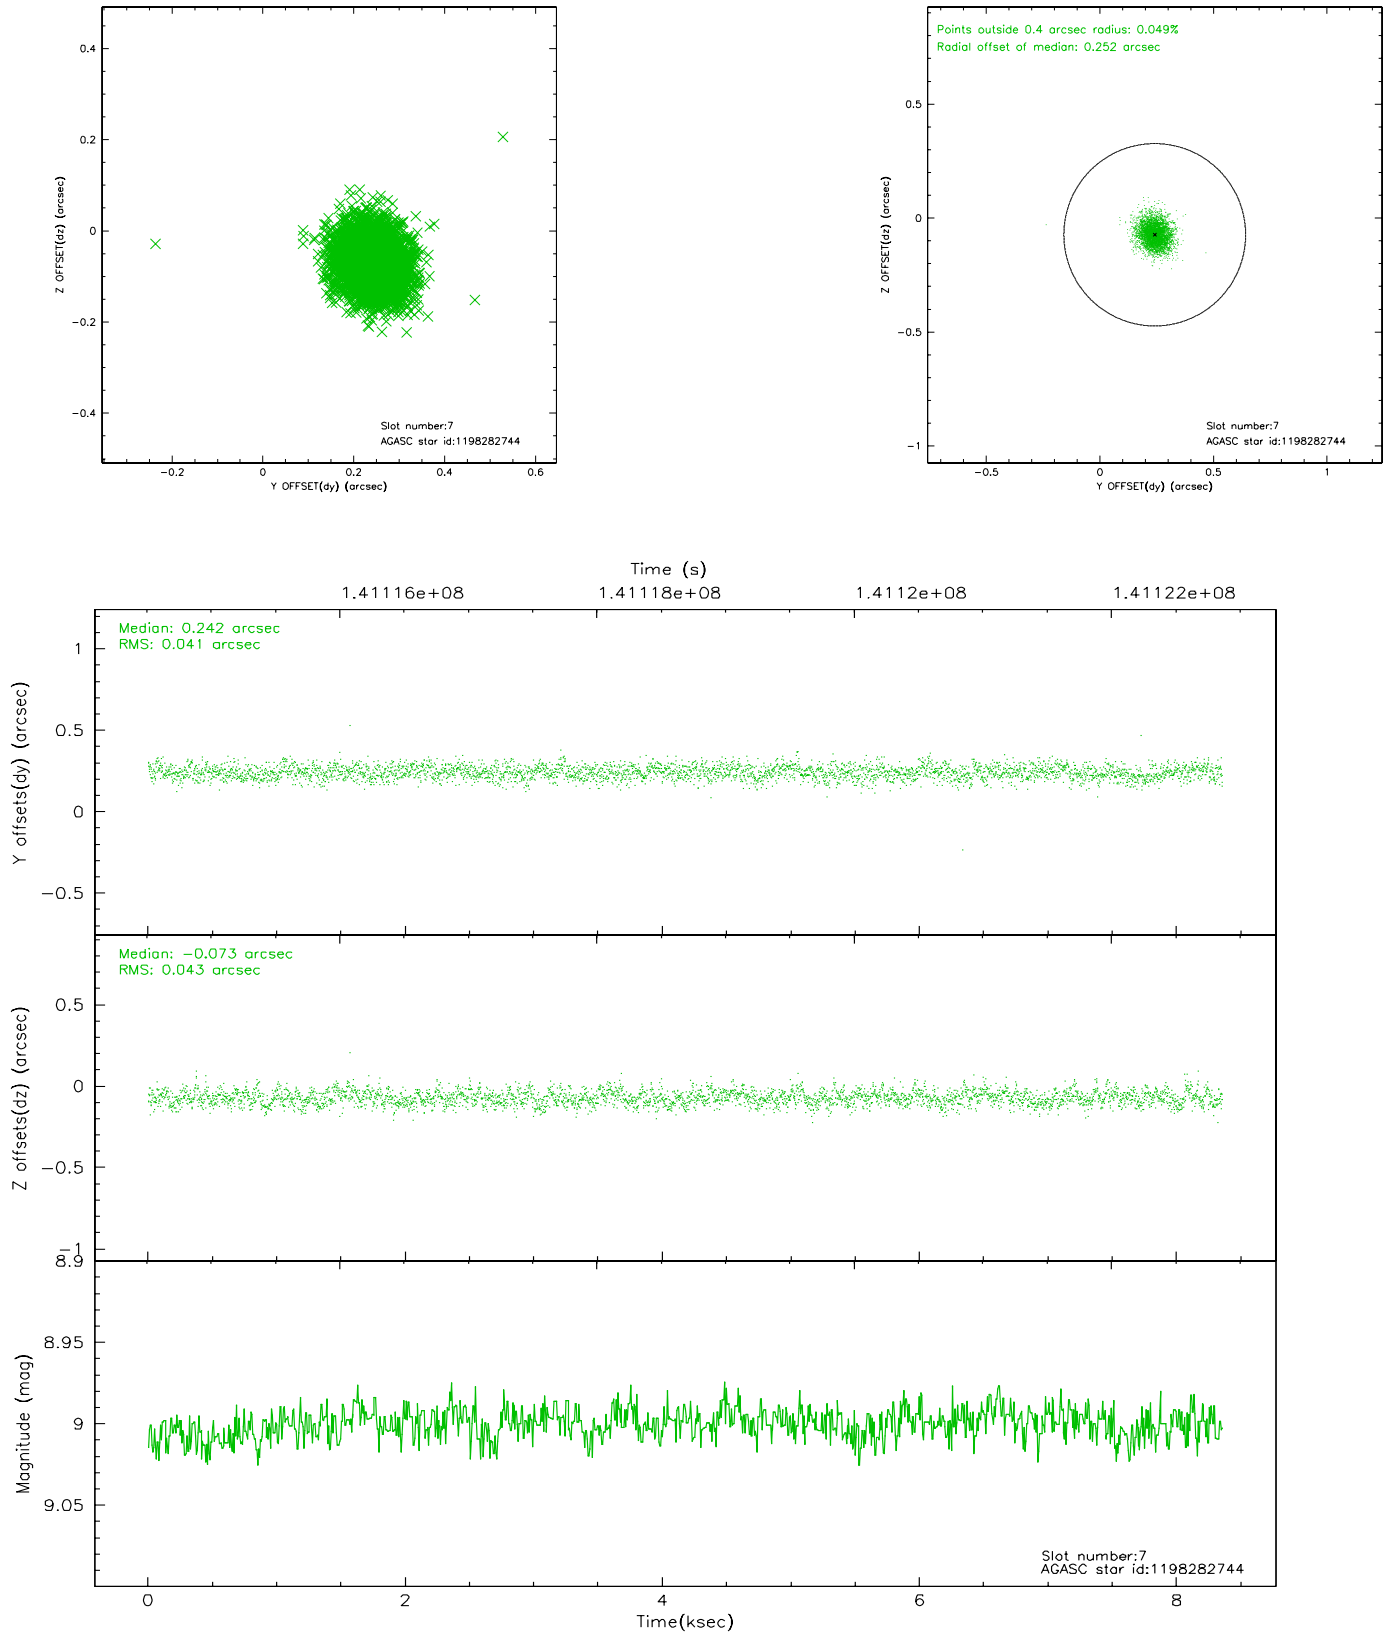 0.4
0.2
0
−0.2
−0.4
Z OFFSET(dz) (arcsec)
Slot number:7
AGASC star id:1198282744
−0.2
0
0.2
0.4
0.6
Y OFFSET(dy) (arcsec)
Points outside 0.4 arcsec radius: 0.049%
Radial offset of median: 0.252 arcsec
0.5
0
−0.5
−1
Z OFFSET(dz) (arcsec)
Slot number:7
AGASC star id:1198282744
−0.5
0
0.5
1
Y OFFSET(dy) (arcsec)
Time (s)
1.41116e+08
1.41118e+08
1.4112e+08
1.41122e+08
Median: 0.242 arcsec
RMS: 0.041 arcsec
1
0.5
0
−0.5
Y offsets(dy) (arcsec)
Median: −0.073 arcsec
RMS: 0.043 arcsec
0.5
0
−0.5
−1
Z offsets(dz) (arcsec)
8.9
8.95
9
9.05
Magnitude (mag)
Slot number:7
AGASC star id:1198282744
0
2
4
6
8
Time(ksec)